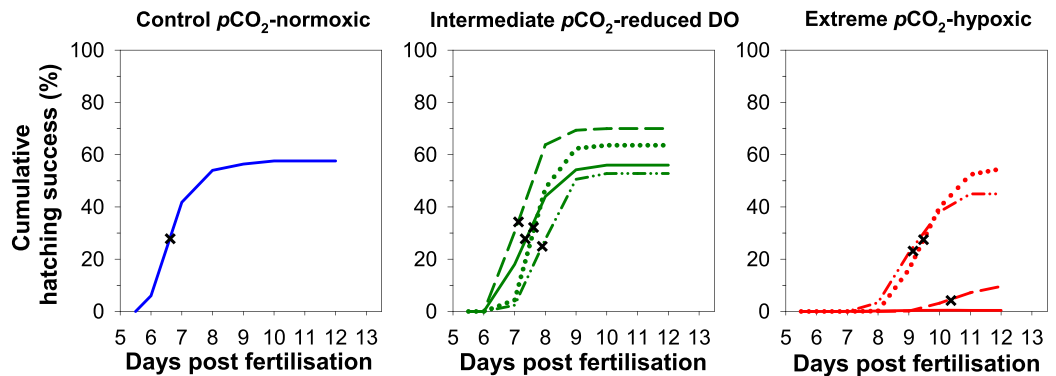 Control pCO₂-normoxic
Intermediate pCO₂-reduced DO
Extreme pCO₂-hypoxic
Cumulative
hatching success (%)
100
80
60
40
20
0
5 6 7 8 9 10 11 12 13
Days post fertilisation
100
80
60
40
20
0
5 6 7 8 9 10 11 12 13
Days post fertilisation
100
80
60
40
20
0
5 6 7 8 9 10 11 12 13
Days post fertilisation